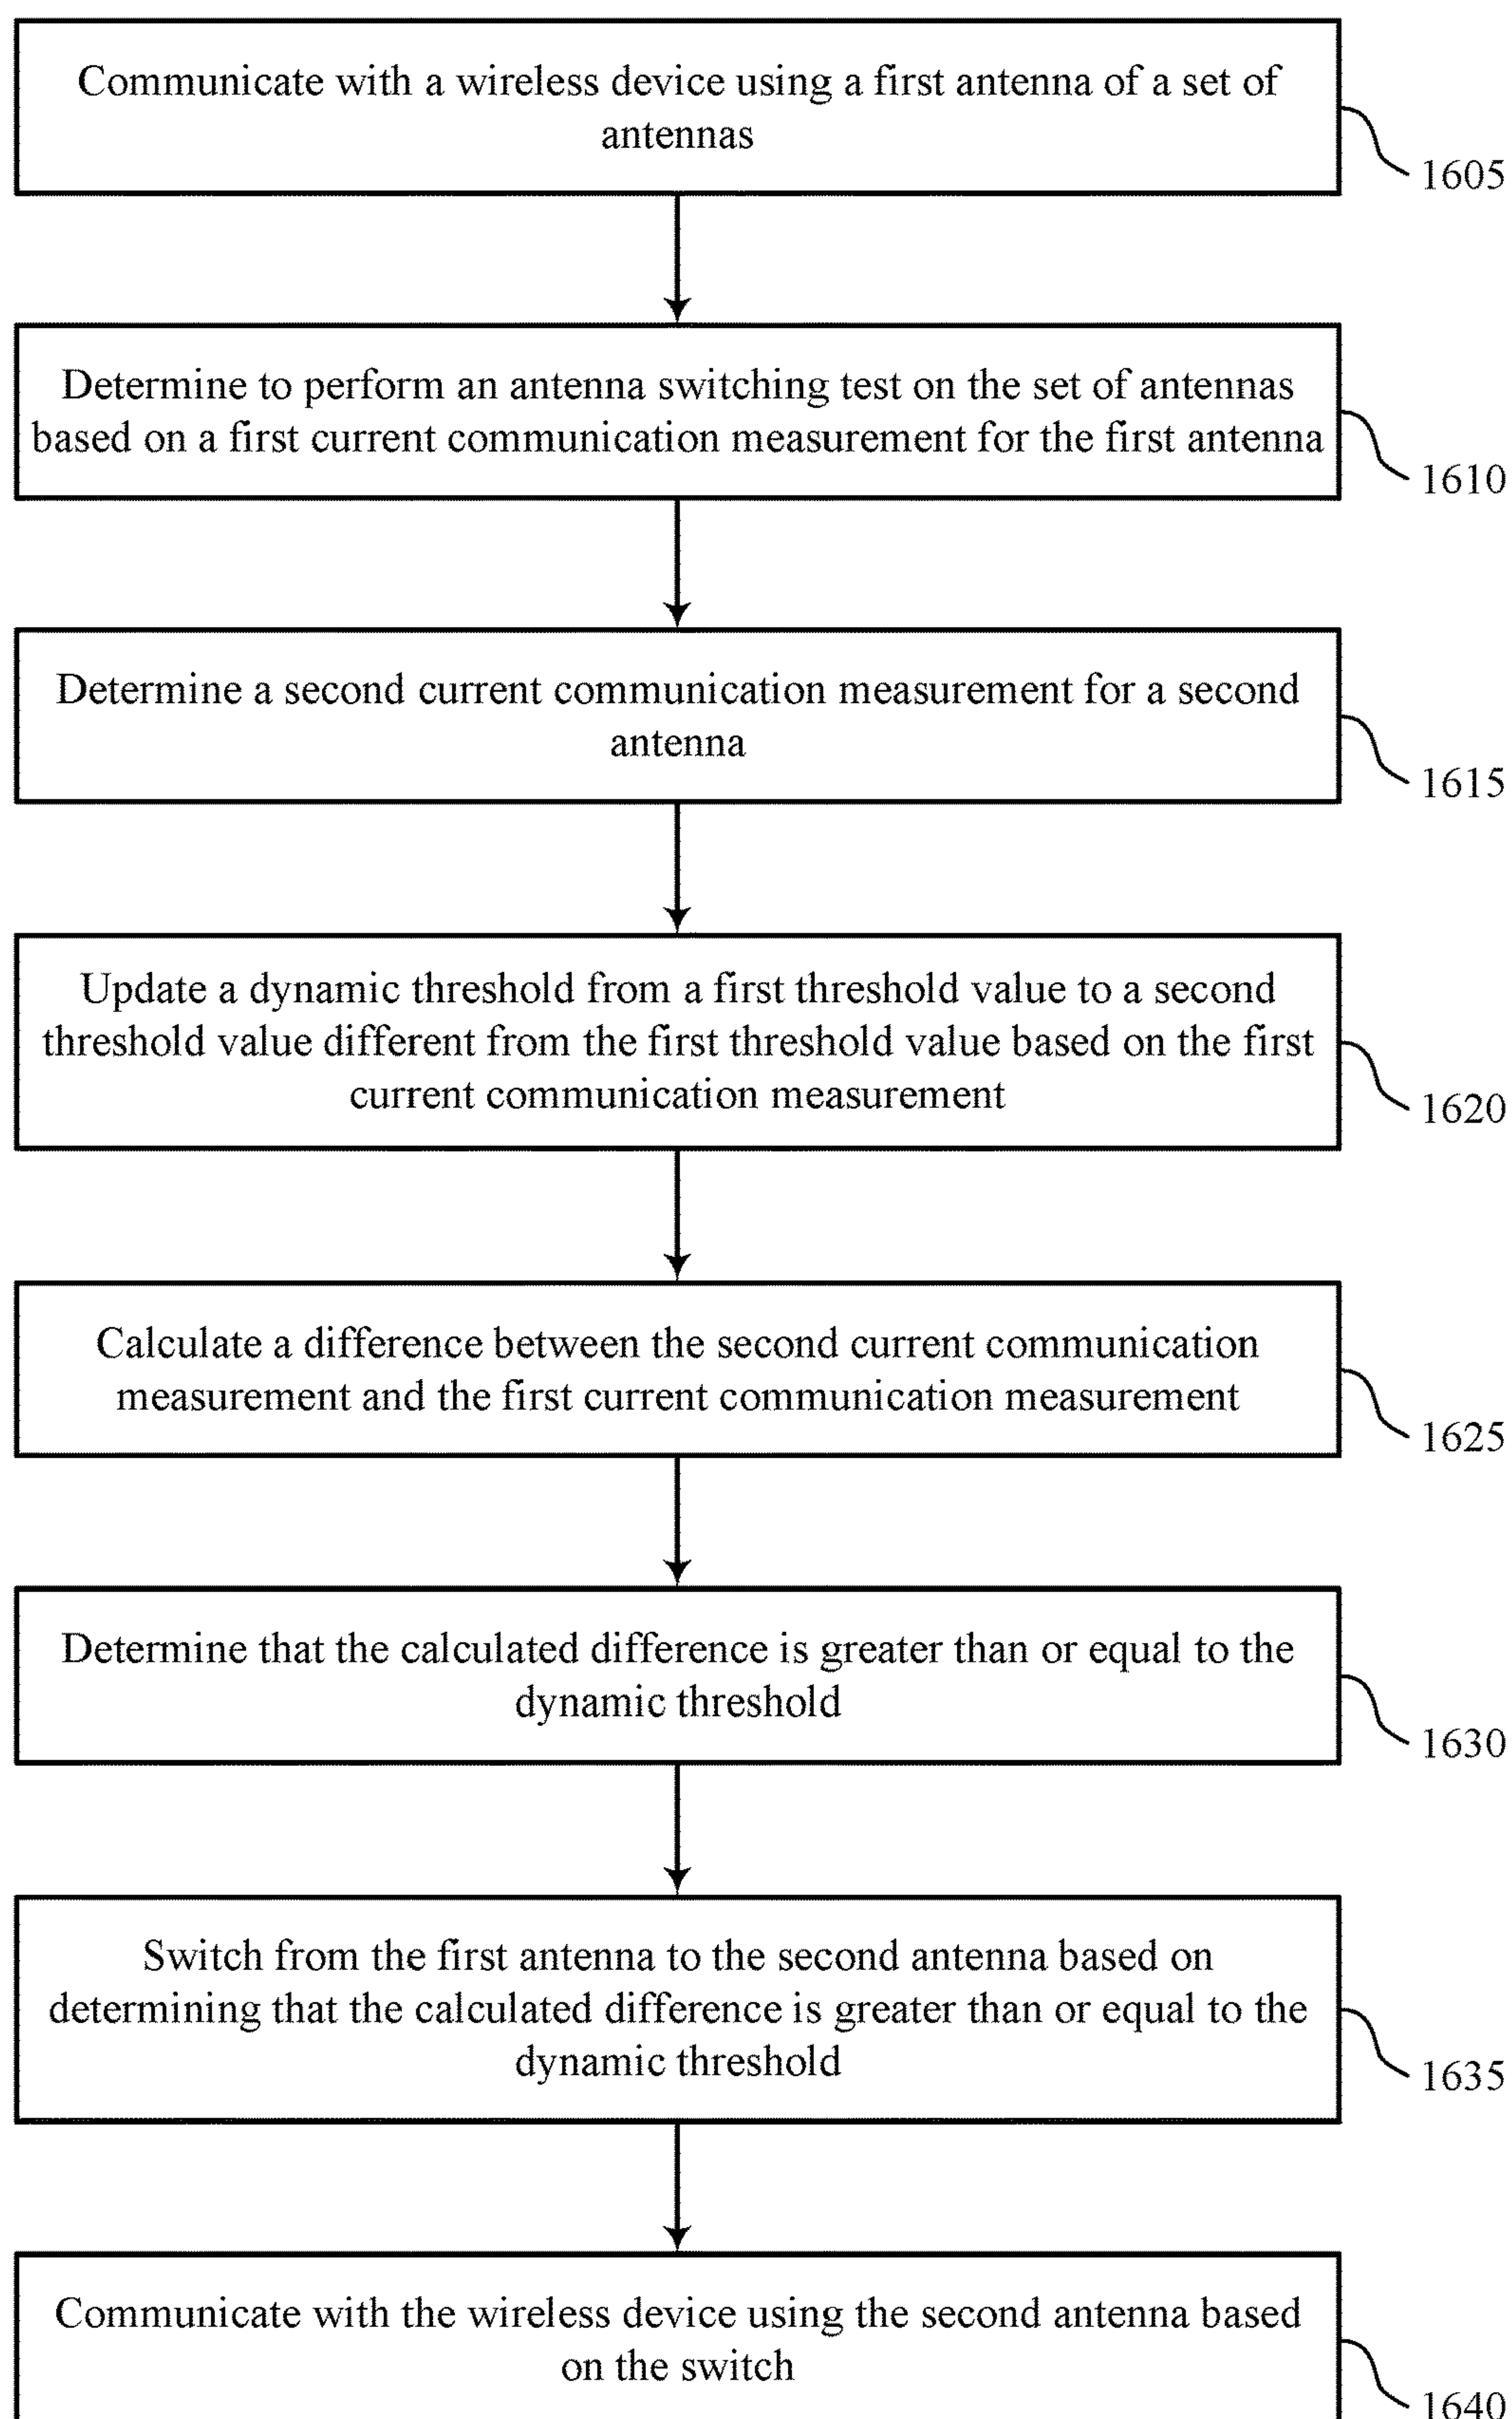 Communicate with a wireless device using a first antenna of a set of
antennas
1605
Determine to perform an antenna switching test on the set of antennas
based on a first current communication measurement for the first antenna
1610
Determine a second current communication measurement for a second
antenna
1615
Update a dynamic threshold from a first threshold value to a second
threshold value different from the first threshold value based on the first
current communication measurement
1620
Calculate a difference between the second current communication
measurement and the first current communication measurement
1625
Determine that the calculated difference is greater than or equal to the
dynamic threshold
1630
Switch from the first antenna to the second antenna based on
determining that the calculated difference is greater than or equal to the
dynamic threshold
1635
Communicate with the wireless device using the second antenna based
on the switch
1640